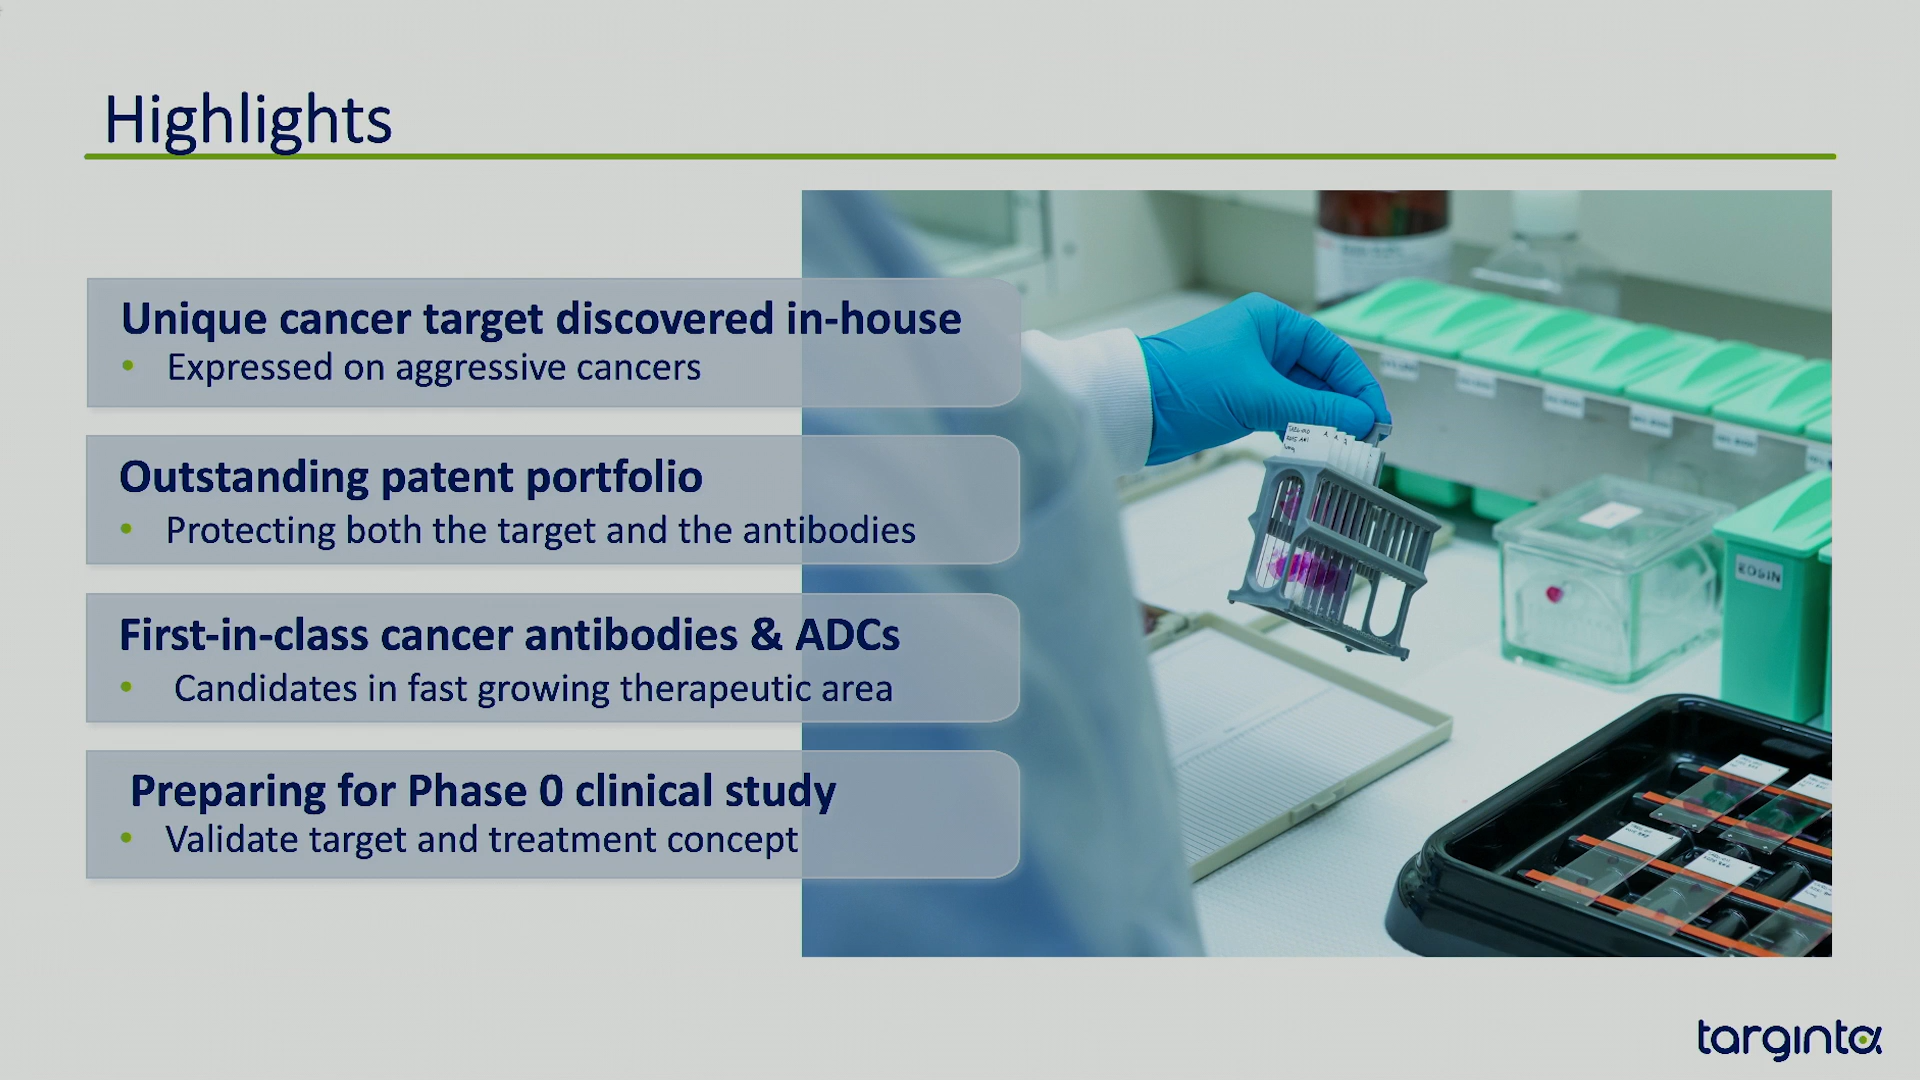 Highlights
Unique cancer target discovered in-house
• Expressed on aggressive cancers
Outstanding patent portfolio
• Protecting both the target and the antibodies
First-in-class cancer antibodies & ADCs
• Candidates in fast growing therapeutic area
Preparing for Phase 0 clinical study
• Validate target and treatment concept
EOSIN
targinta